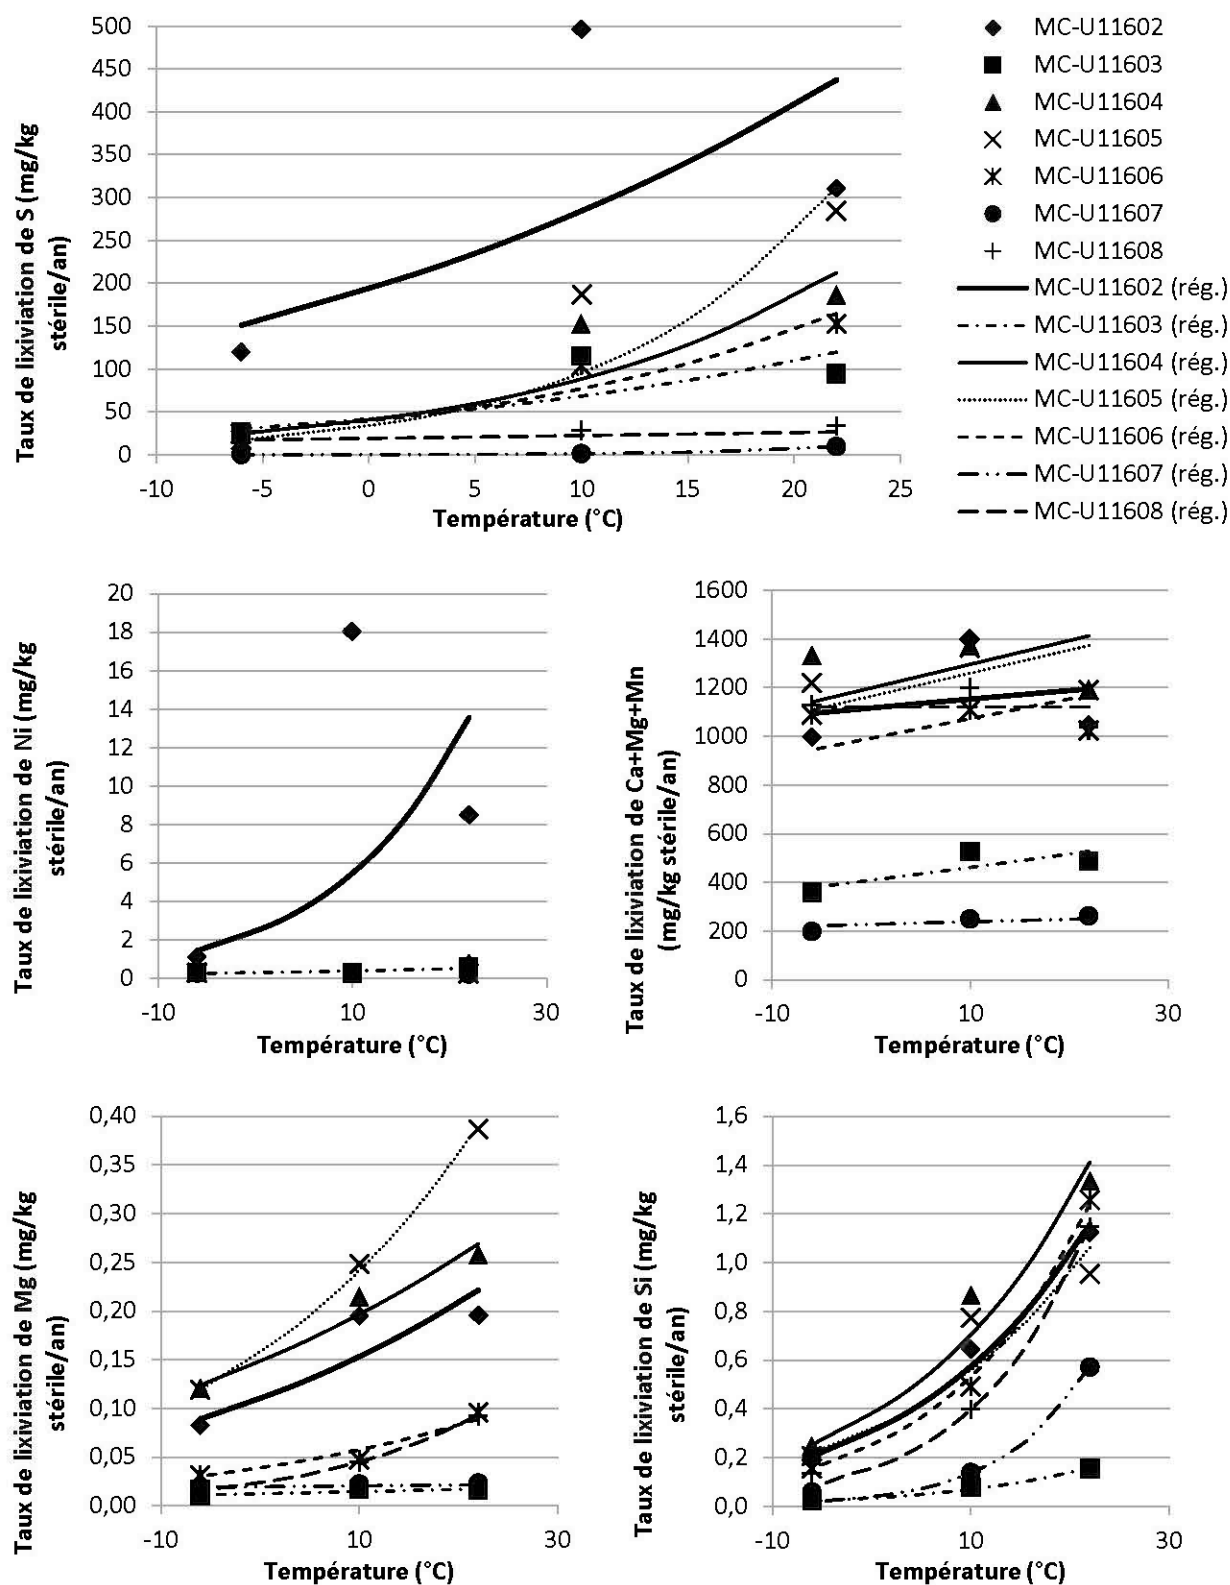 Taux de lixiviation de S (mg/kg
stérile/an)
500
450
400
350
300
250
200
150
100
50
0
-10
-5
0
5
10
15
20
25
Température (°C)
MC-U11602
MC-U11603
MC-U11604
MC-U11605
MC-U11606
MC-U11607
MC-U11608
MC-U11602 (rég.)
MC-U11603 (rég.)
MC-U11604 (rég.)
MC-U11605 (rég.)
MC-U11606 (rég.)
MC-U11607 (rég.)
MC-U11608 (rég.)
Taux de lixiviation de Ni (mg/kg
stérile/an)
20
18
16
14
12
10
8
6
4
2
0
-10
10
30
Température (°C)
Taux de lixiviation de Ca+Mg+Mn
(mg/kg stérile/an)
1600
1400
1200
1000
800
600
400
200
0
-10
10
30
Température (°C)
Taux de lixiviation de Mg (mg/kg
stérile/an)
0,40
0,35
0,30
0,25
0,20
0,15
0,10
0,05
0,00
-10
10
30
Température (°C)
Taux de lixiviation de Si (mg/kg
stérile/an)
1,6
1,4
1,2
1,0
0,8
0,6
0,4
0,2
0,0
-10
10
30
Température (°C)